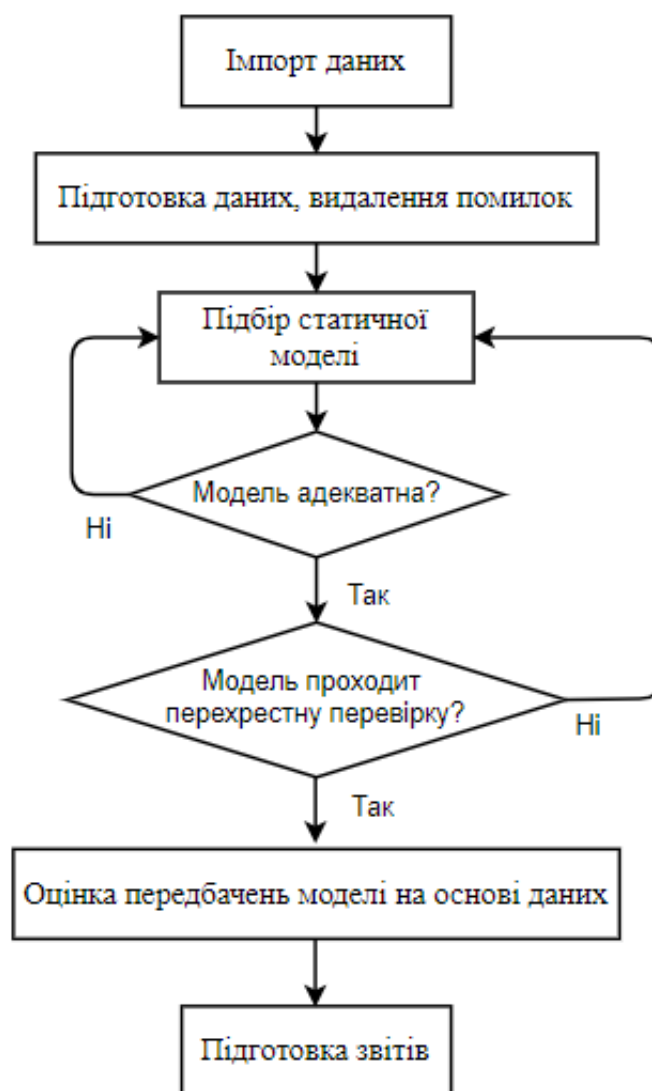 Імпорт даних
Підготовка даних, видалення помилок
Підбір статичної
моделі
Модель адекватна?
Ні
Так
Модель проходит
перехрестну перевірку?
Ні
Так
Оцінка передбачень моделі на основі даних
Підготовка звітів